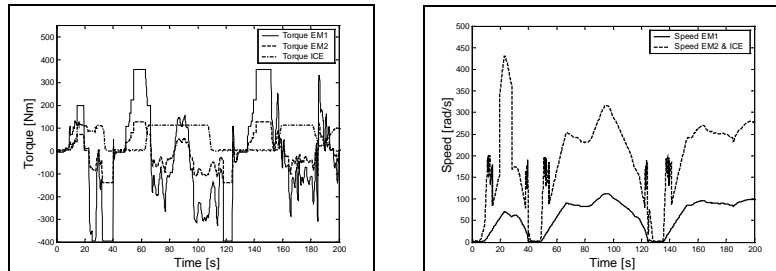 400
300
200
100
0
-100
-200
-300
-400
Torque [Nm]
Torque EM1
Torque EM2
Torque ICE
0 20 40 60 80 100 120 140 160 180 200
Time [s]
500
450
400
350
300
250
200
150
100
50
0
Speed [rad/s]
Speed EM1
Speed EM2 & ICE
0 20 40 60 80 100 120 140 160 180 200
Time [s]